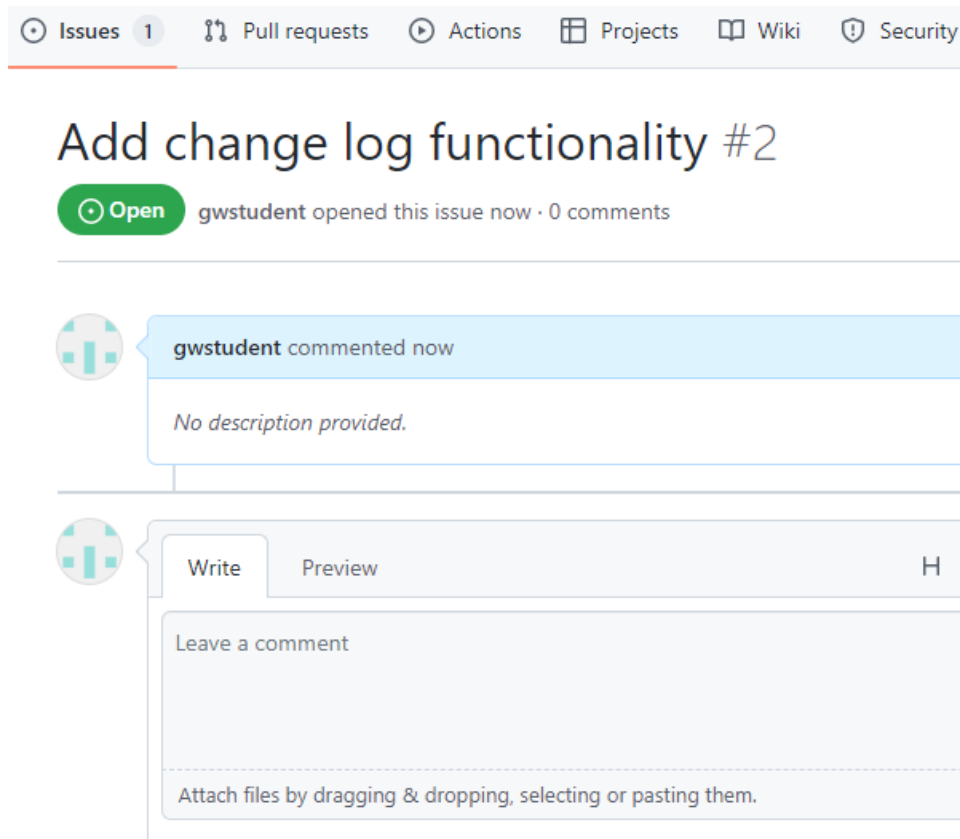 Issues 1 Pull requests Actions Projects Wiki Security
Add change log functionality #2
Open gwstudent opened this issue now · 0 comments
gwstudent commented now
No description provided.
Write Preview H
Leave a comment
Attach files by dragging & dropping, selecting or pasting them.